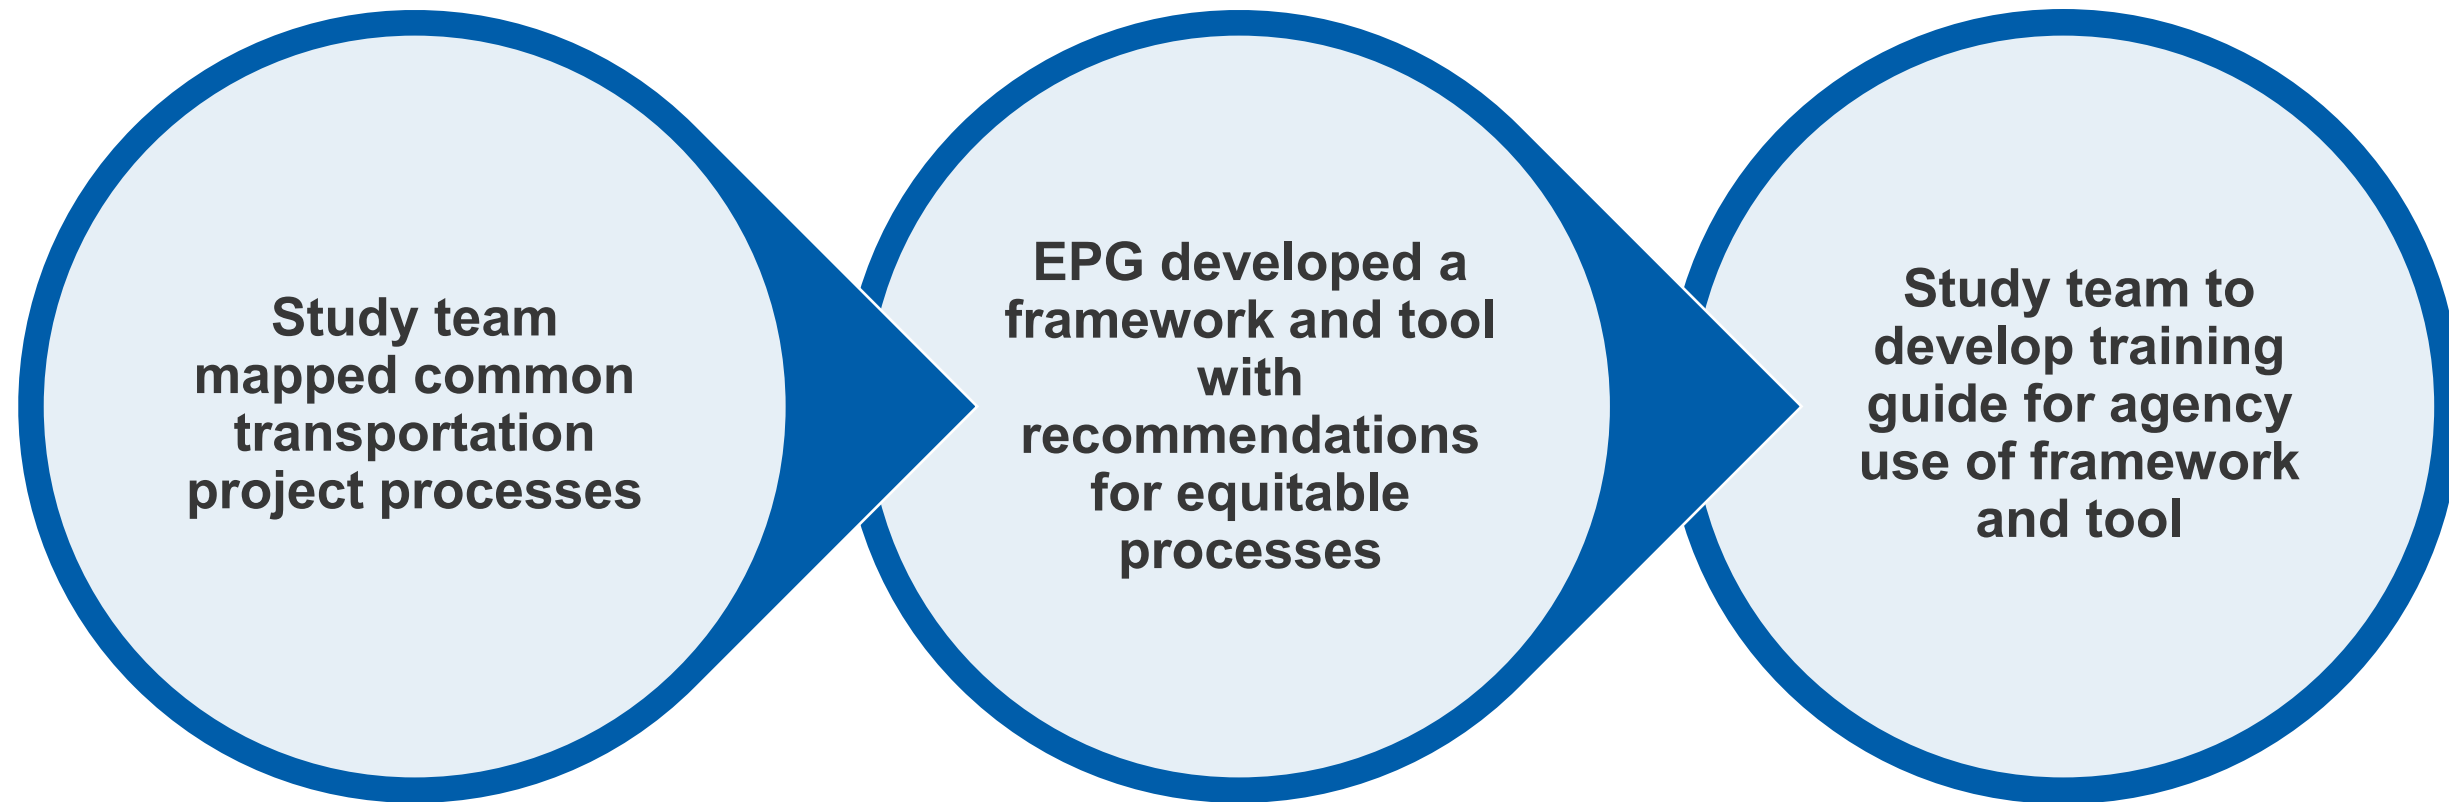 Study team
mapped common
transportation
project processes
EPG developed a
framework and tool
with
recommendations
for equitable
processes
Study team to
develop training
guide for agency
use of framework
and tool